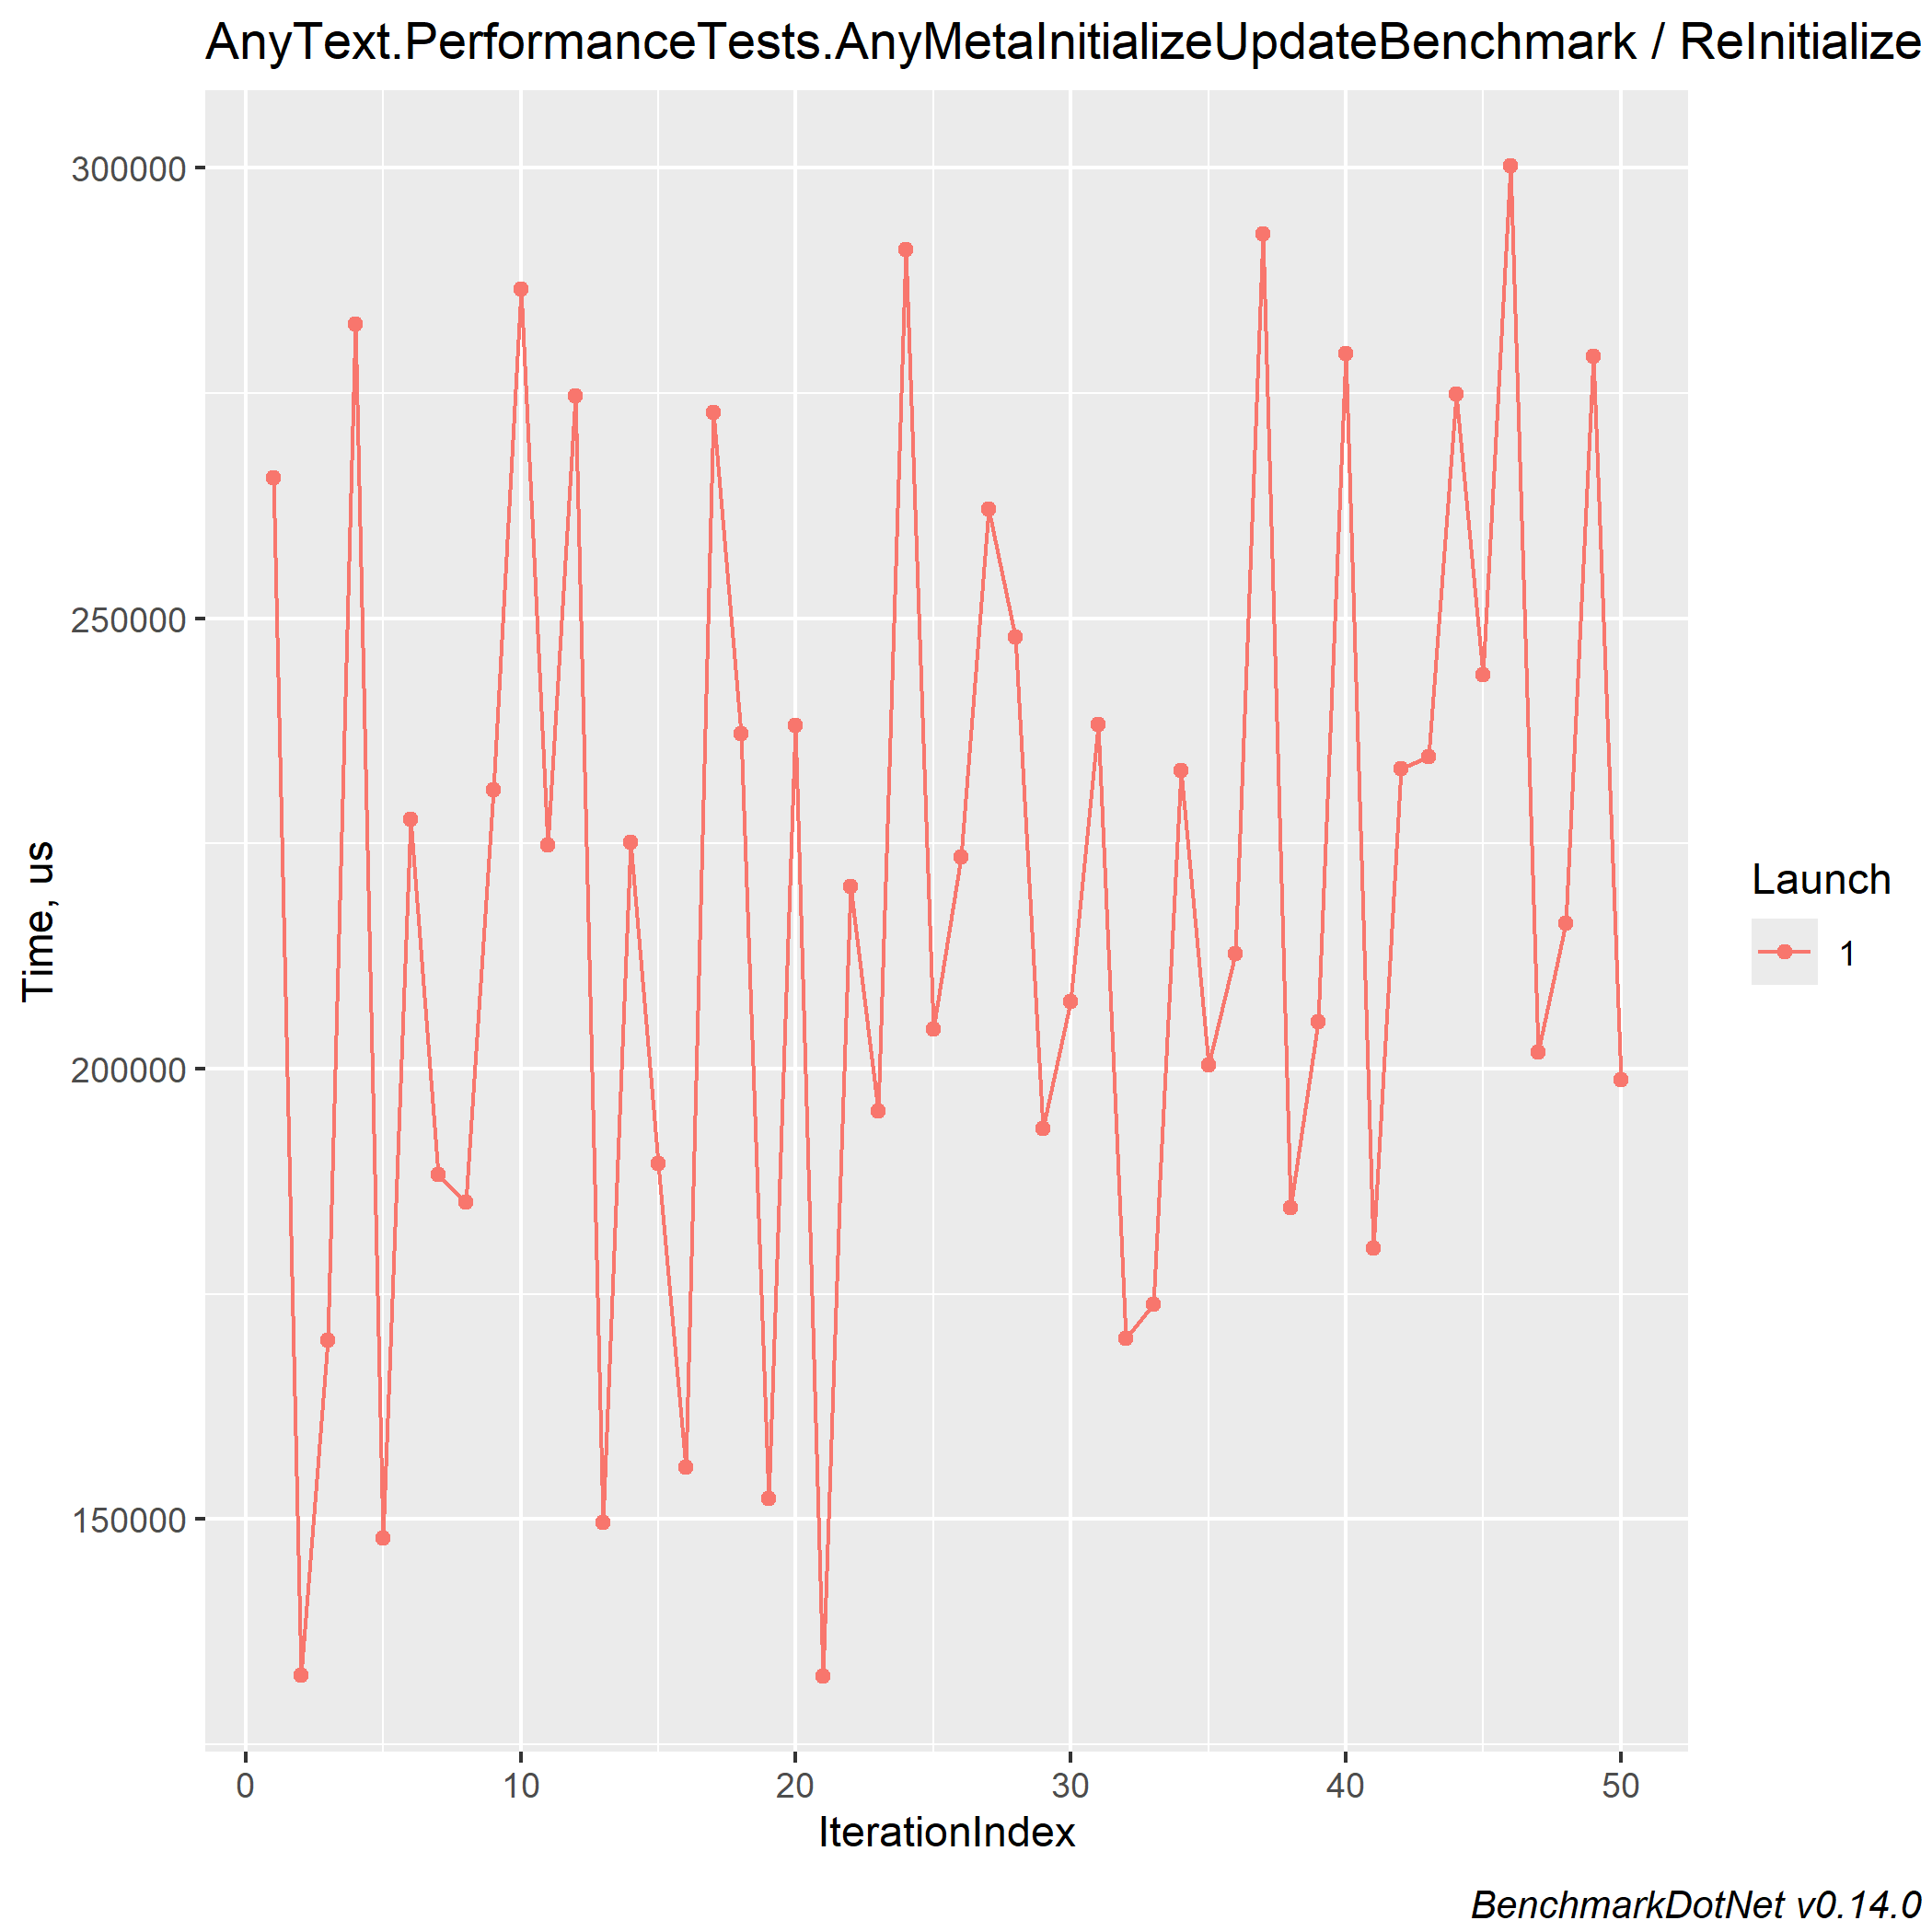 AnyText.PerformanceTests.AnyMetaInitializeUpdateBenchmark / ReInitialize
300000
250000
200000
150000
Time, us
0 10 20 30 40 50
IterationIndex
Launch
1
BenchmarkDotNet v0.14.0